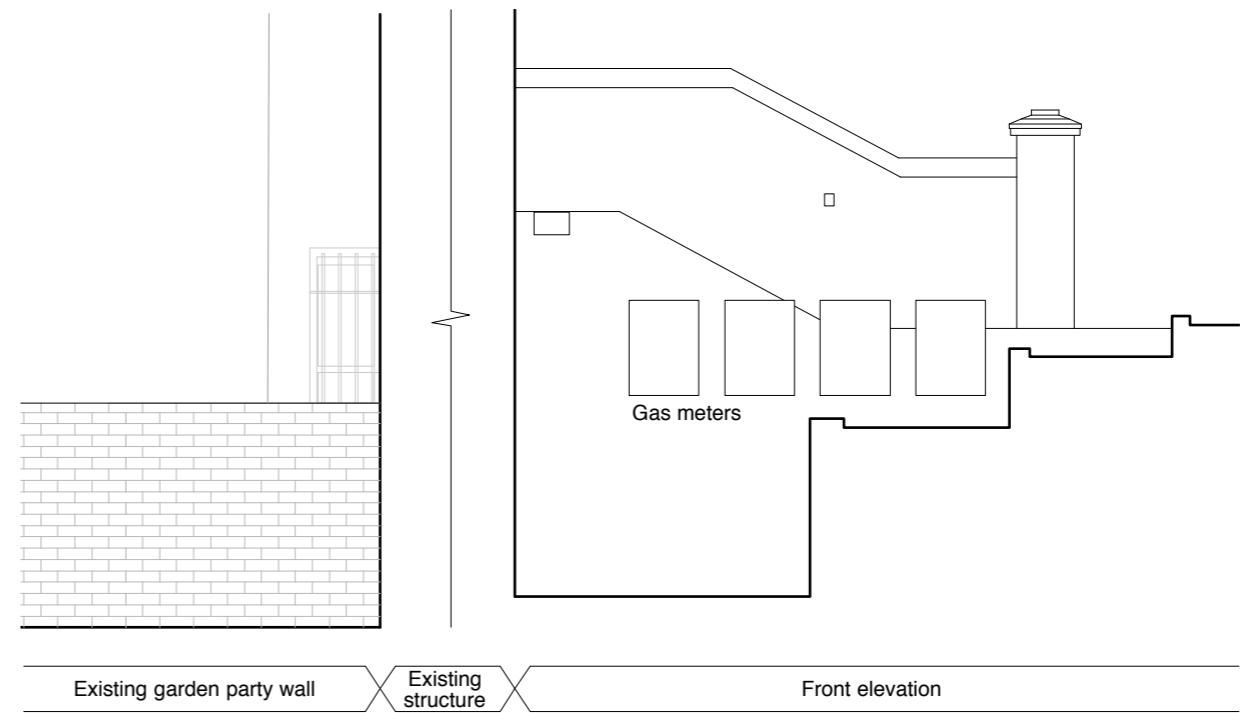 Gas meters
Existing garden party wall
Existing
structure
Front elevation